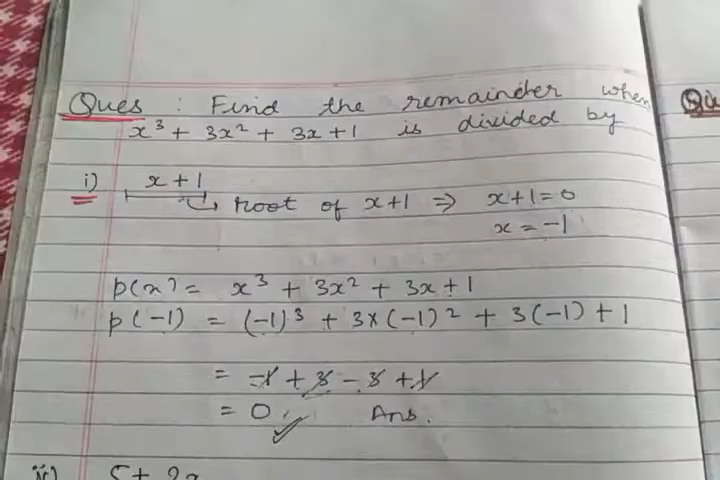 Ques : Find the remainder when
x³ + 3x² + 3x + 1 is divided by
i) x + 1
↳ root of x+1 ⇒ x+1 = 0
x = -1
p(x) = x³ + 3x² + 3x + 1
p(-1) = (-1)³ + 3×(-1)² + 3(-1) + 1
= -1 + 3 - 3 + 1
= 0, Ans.
5 + 2x